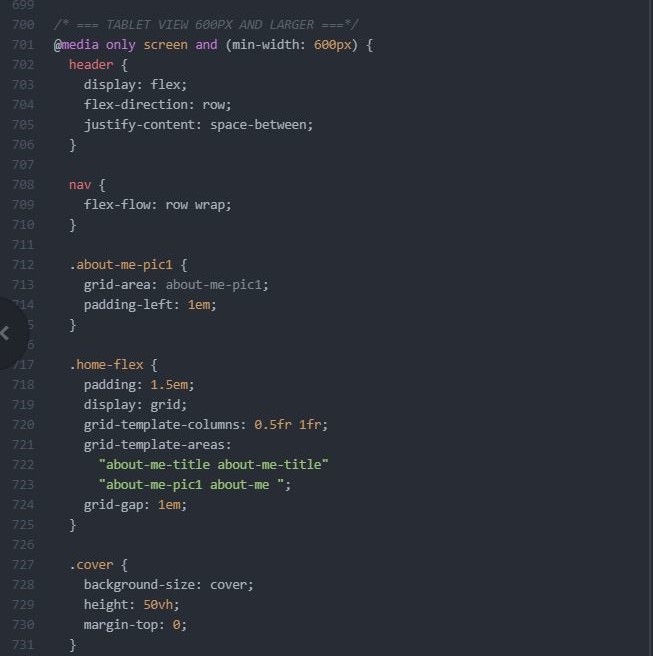 699
700 /* === TABLET VIEW 600PX AND LARGER ===*/
701 @media only screen and (min-width: 600px) {
702 header {
703 display: flex;
704 flex-direction: row;
705 justify-content: space-between;
706 }
707
708 nav {
709 flex-flow: row wrap;
710 }
711
712 .about-me-pic1 {
713 grid-area: about-me-pic1;
714 padding-left: 1em;
5 }
6
717 .home-flex {
718 padding: 1.5em;
719 display: grid;
720 grid-template-columns: 0.5fr 1fr;
721 grid-template-areas:
722 "about-me-title about-me-title"
723 "about-me-pic1 about-me ";
724 grid-gap: 1em;
725 }
726
727 .cover {
728 background-size: cover;
729 height: 50vh;
730 margin-top: 0;
731 }